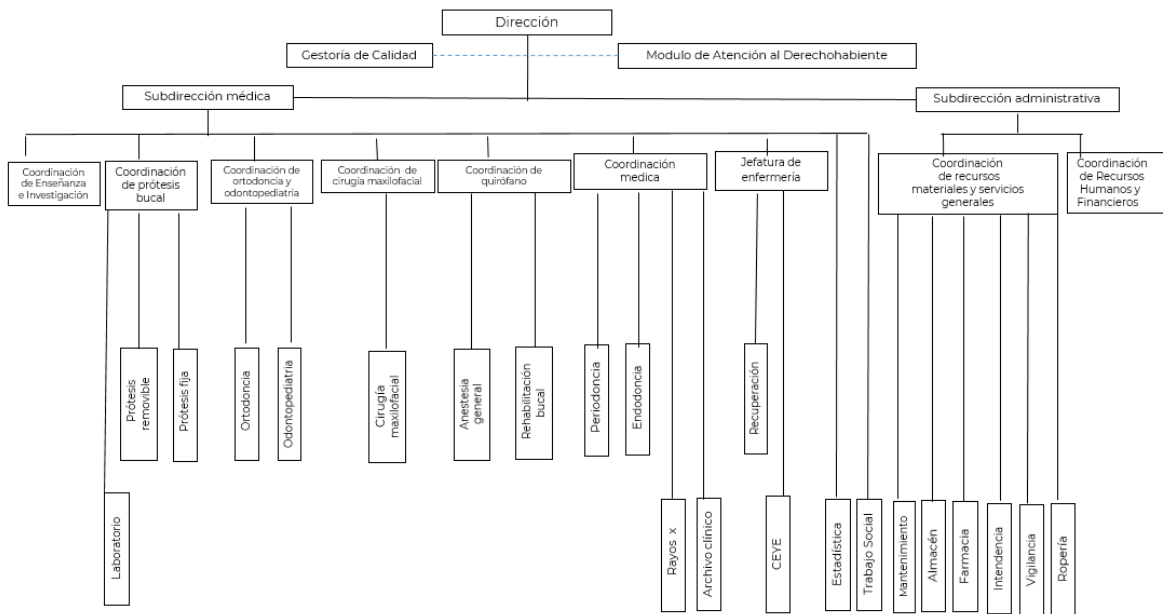 Dirección
Gestoría de Calidad
Modulo de Atención al Derechohabiente
Subdirección médica
Subdirección administrativa
Coordinación
de Enseñanza
e Investigación
Coordinación
de prótesis
bucal
Coordinación de
ortodoncia y
odontopediatría
Coordinación de
cirugía maxilofacial
Coordinación de
quirófano
Coordinación
medica
Jefatura de
enfermería
Coordinación
de recursos
materiales y servicios
generales
Coordinación
de Recursos
Humanos y
Financieros
Prótesis
removible
Prótesis fija
Ortodoncia
Odontopediatria
Cirugía
maxilofacial
Anestesia
general
Rehabilitación
bucal
Periodoncia
Endodoncia
Recuperación
Laboratorio
Rayos x
Archivo clínico
CEYE
Estadística
Trabajo Social
Mantenimiento
Almacén
Farmacia
Intendencia
Vigilancia
Ropería